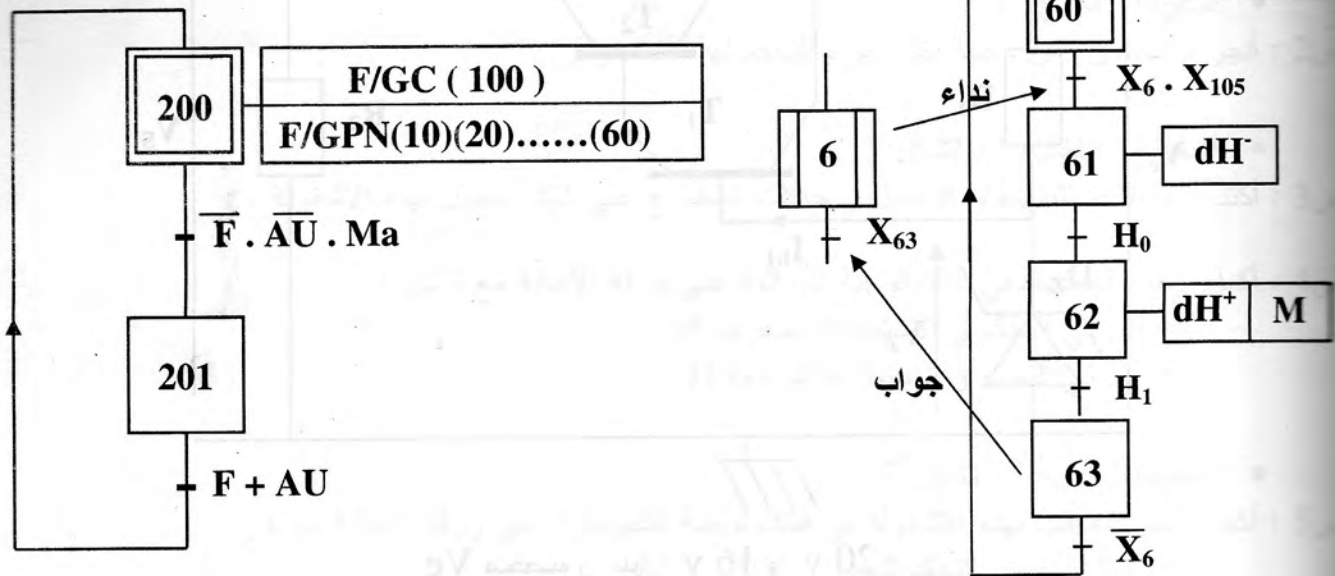 200
F/GC ( 100 )
F/GPN(10)(20)......(60)
F̅ . A̅U̅ . Ma
201
F + AU
6
X₆₃
نداء
جواب
60
X₆ . X₁₀₅
61
dH⁻
H₀
62
dH⁺ M
H₁
63
X̅₆